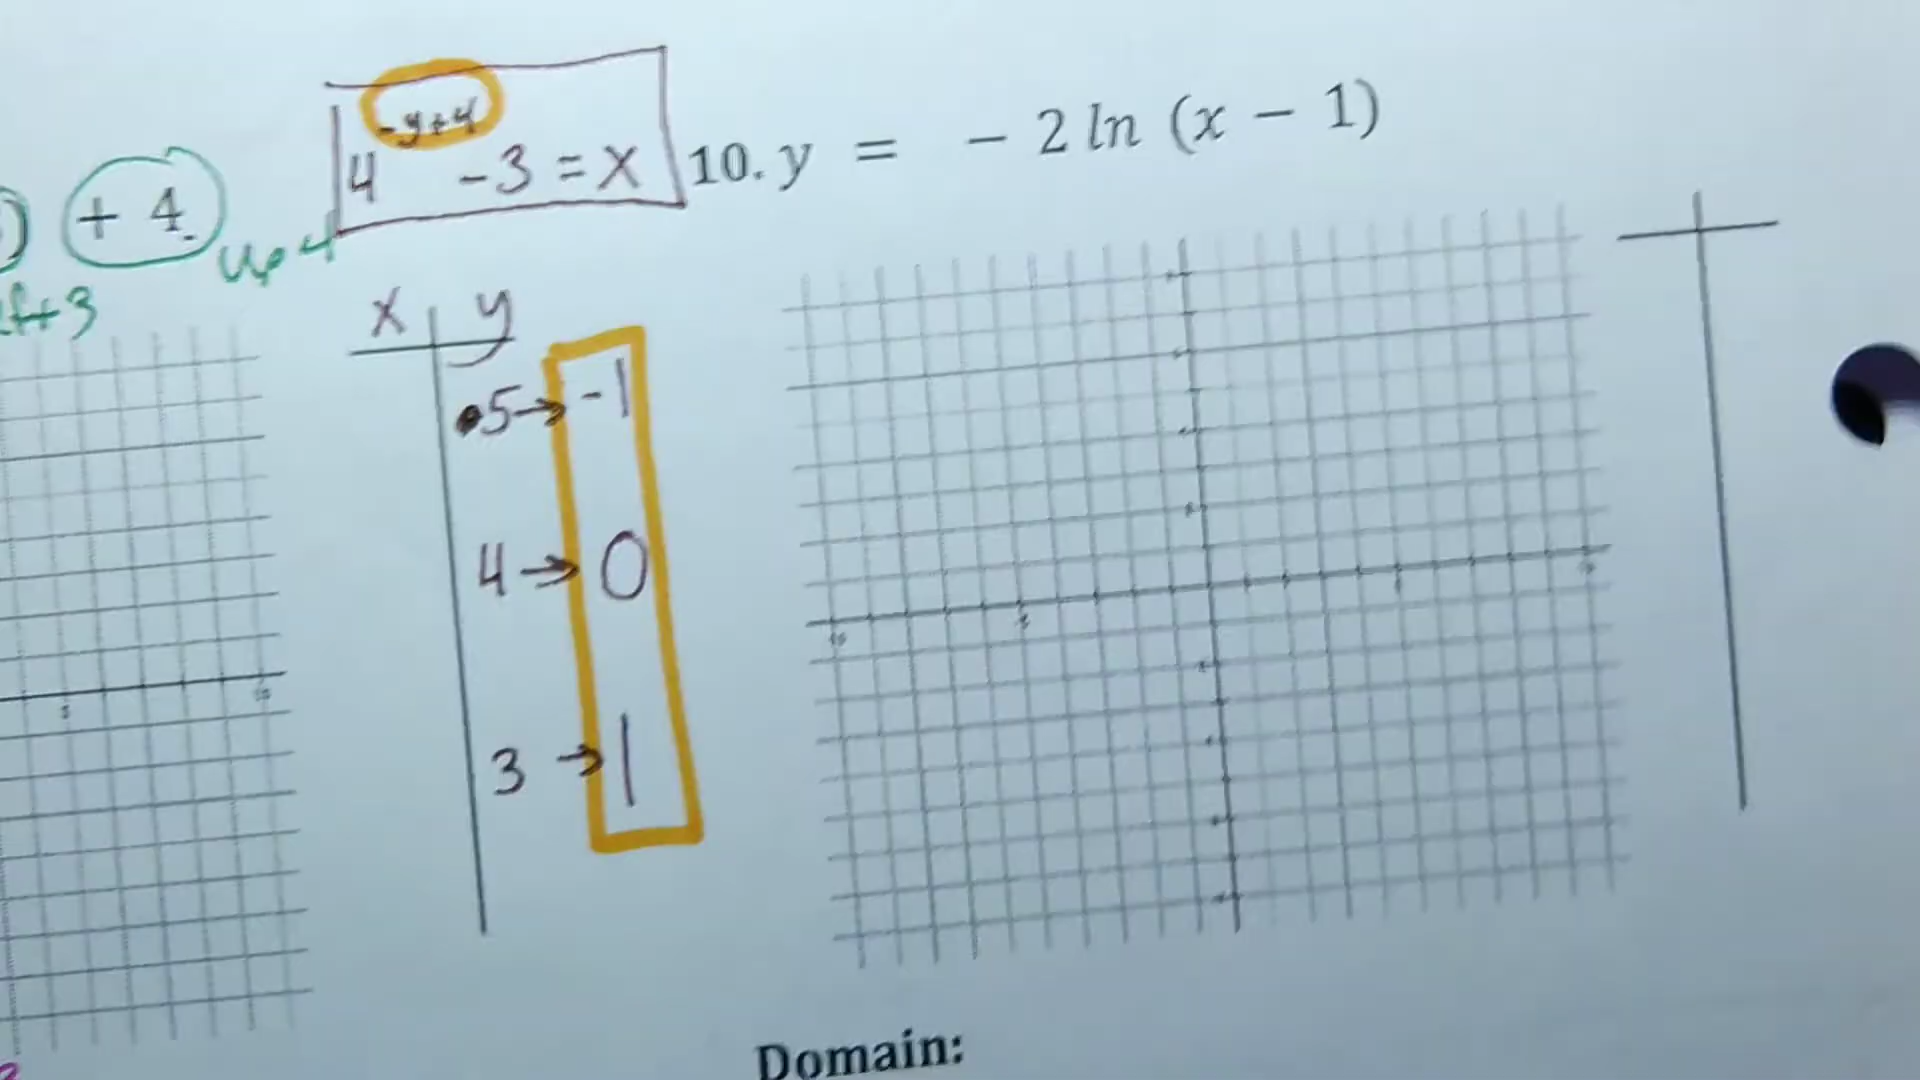 4^-y+4 - 3 = x
) + 4
up 4
x y
5 → -1
4 → 0
3 → 1
10. y = - 2 ln (x - 1)
Domain: